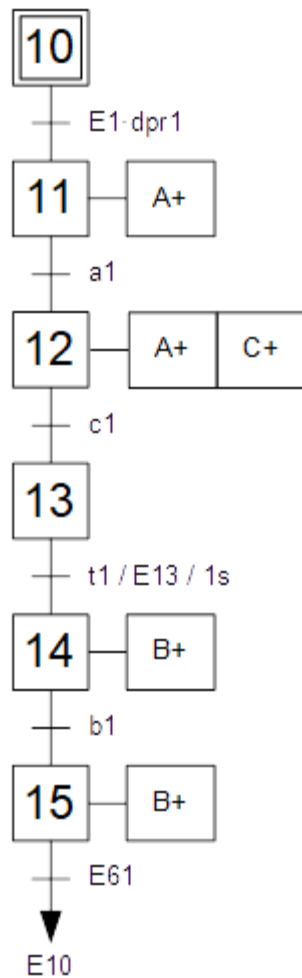 10
E1·dpr1
11 A+
a1
12 A+ C+
c1
13
t1 / E13 / 1s
14 B+
b1
15 B+
E61
E10